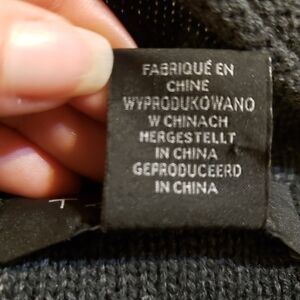 FABRIQUÉ EN
CHINE
WYPRODUKOWANO
W CHINACH
HERGESTELLT
IN CHINA
GEPRODUCEERD
IN CHINA